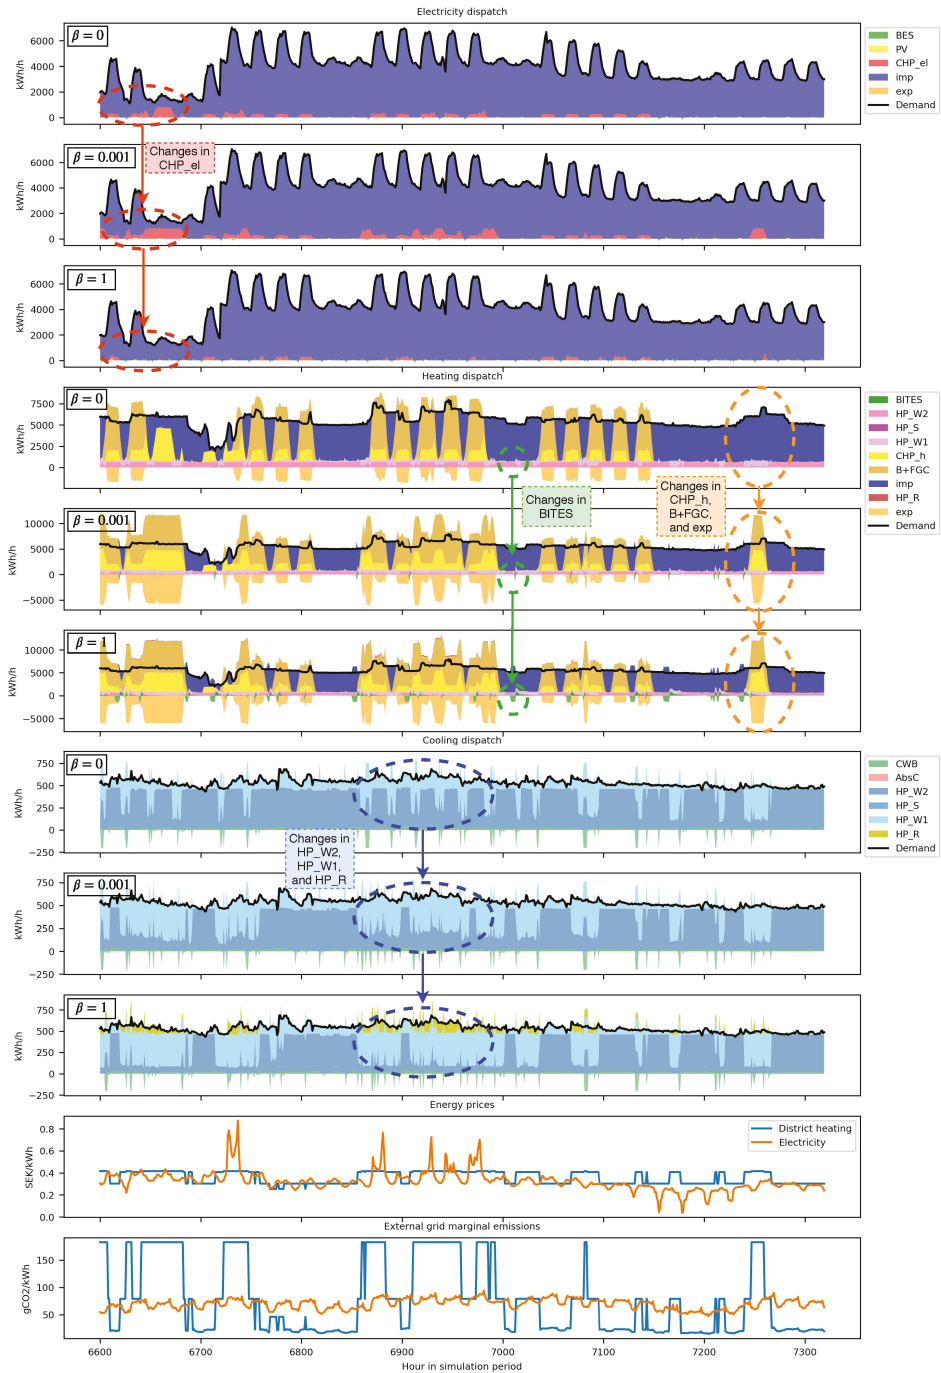 Electricity dispatch
β = 0
6000
4000
2000
0
kWh/h
BES
PV
CHP_el
imp
exp
Demand
β = 0.001
Changes in
CHP_el
6000
4000
2000
0
kWh/h
β = 1
6000
4000
2000
0
kWh/h
Heating dispatch
β = 0
7500
5000
2500
0
kWh/h
BITES
HP_W2
HP_S
HP_W1
CHP_h
B+FGC
imp
HP_R
exp
Demand
Changes in
BITES
Changes in
CHP_h,
B+FGC,
and exp
β = 0.001
10000
5000
0
−5000
kWh/h
β = 1
10000
5000
0
−5000
kWh/h
Cooling dispatch
β = 0
750
500
250
0
−250
kWh/h
CWB
AbsC
HP_W2
HP_S
HP_W1
HP_R
Demand
Changes in
HP_W2,
HP_W1,
and HP_R
β = 0.001
750
500
250
0
−250
kWh/h
β = 1
750
500
250
0
−250
kWh/h
Energy prices
0.8
0.6
0.4
0.2
0.0
SEK/kWh
District heating
Electricity
External grid marginal emissions
150
100
50
gCO2/kWh
6600 6700 6800 6900 7000 7100 7200 7300
Hour in simulation period